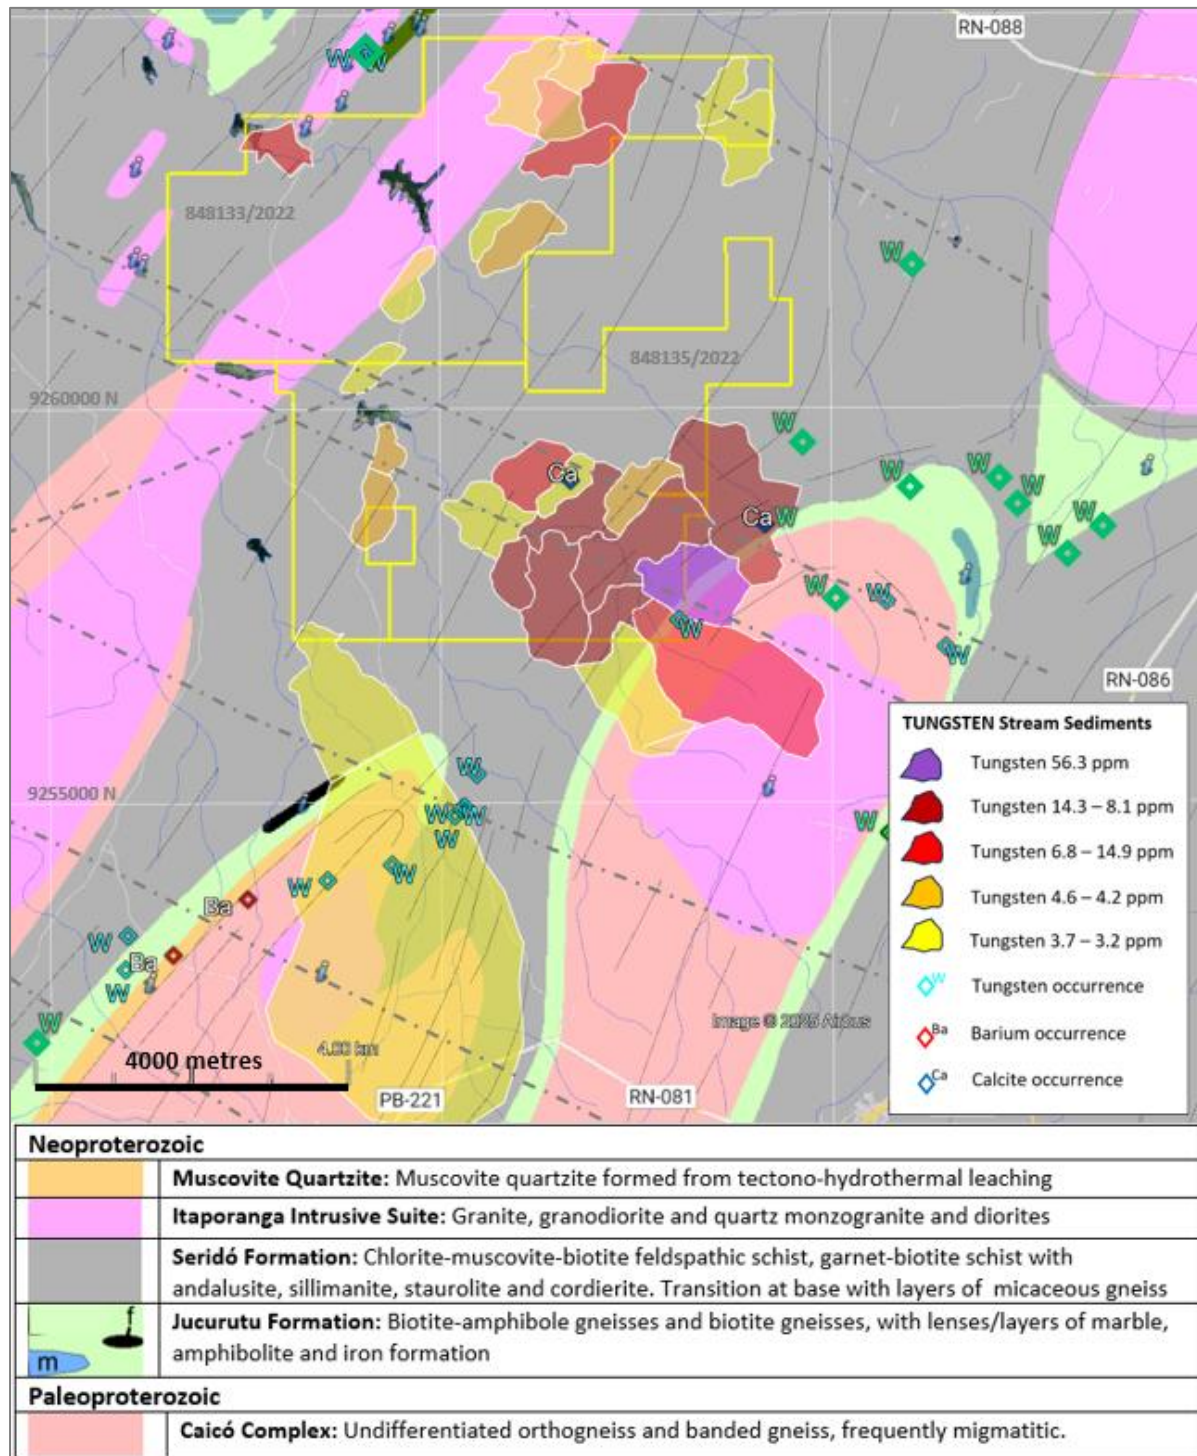 RN-088
W
W
848133/2022
W
848135/2022
9260000 N
W
Ca
W
W
W
Ca W
W
W
W
W
W
W
RN-086
TUNGSTEN Stream Sediments
Tungsten 56.3 ppm
Tungsten 14.3 – 8.1 ppm
Tungsten 6.8 – 14.9 ppm
Tungsten 4.6 – 4.2 ppm
Tungsten 3.7 – 3.2 ppm
W Tungsten occurrence
Ba Barium occurrence
Ca Calcite occurrence
W
9255000 N
W W
W
W
W
W
Ba
W
Ba
W
W
Image © 2025 Airbus
4.00 km
4000 metres
PB-221
RN-081
Neoproterozoic
Muscovite Quartzite: Muscovite quartzite formed from tectono-hydrothermal leaching
Itaporanga Intrusive Suite: Granite, granodiorite and quartz monzogranite and diorites
Seridó Formation: Chlorite-muscovite-biotite feldspathic schist, garnet-biotite schist with
andalusite, sillimanite, staurolite and cordierite. Transition at base with layers of micaceous gneiss
f
m
Jucurutu Formation: Biotite-amphibole gneisses and biotite gneisses, with lenses/layers of marble,
amphibolite and iron formation
Paleoproterozoic
Caicó Complex: Undifferentiated orthogneiss and banded gneiss, frequently migmatitic.